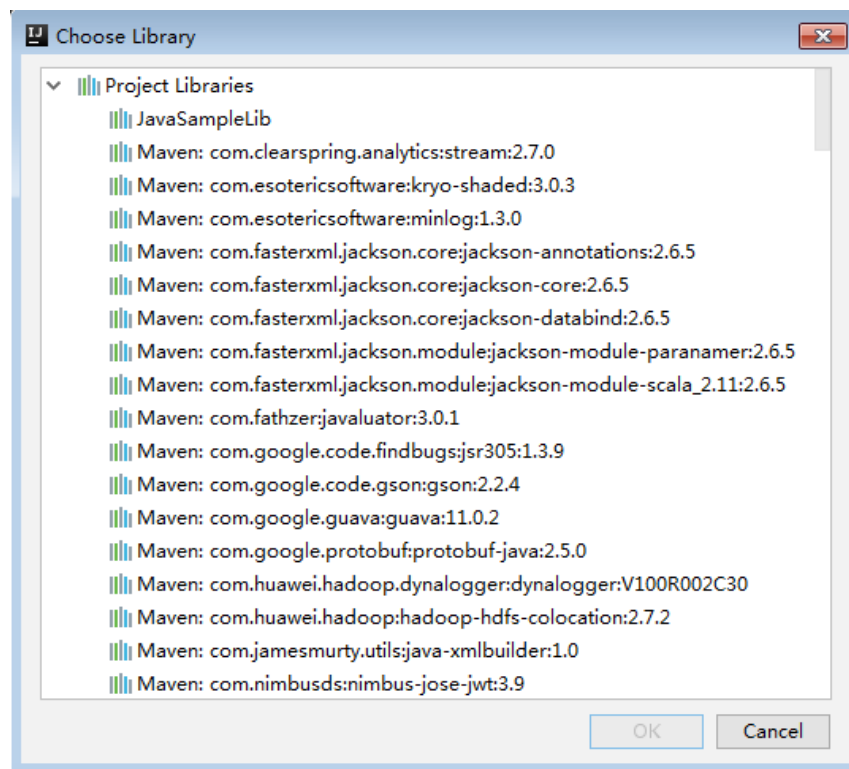 IJ Choose Library
Project Libraries
JavaSampleLib
Maven: com.clearspring.analytics:stream:2.7.0
Maven: com.esotericsoftware:kryo-shaded:3.0.3
Maven: com.esotericsoftware:minlog:1.3.0
Maven: com.fasterxml.jackson.core:jackson-annotations:2.6.5
Maven: com.fasterxml.jackson.core:jackson-core:2.6.5
Maven: com.fasterxml.jackson.core:jackson-databind:2.6.5
Maven: com.fasterxml.jackson.module:jackson-module-paranamer:2.6.5
Maven: com.fasterxml.jackson.module:jackson-module-scala_2.11:2.6.5
Maven: com.fathzer:javaluator:3.0.1
Maven: com.google.code.findbugs:jsr305:1.3.9
Maven: com.google.code.gson:gson:2.2.4
Maven: com.google.guava:guava:11.0.2
Maven: com.google.protobuf:protobuf-java:2.5.0
Maven: com.huawei.hadoop.dynalogger:dynalogger:V100R002C30
Maven: com.huawei.hadoop:hadoop-hdfs-colocation:2.7.2
Maven: com.jamesmurty.utils:java-xmlbuilder:1.0
Maven: com.nimbusds:nimbus-jose-jwt:3.9
OK Cancel